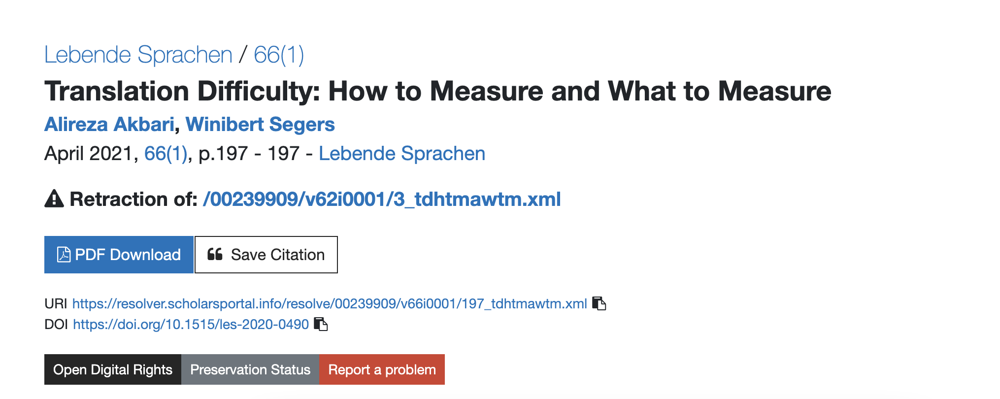 Lebende Sprachen / 66(1)
Translation Difficulty: How to Measure and What to Measure
Alireza Akbari, Winibert Segers
April 2021, 66(1), p.197 - 197 - Lebende Sprachen
Retraction of: /00239909/v62i0001/3_tdhtmawtm.xml
PDF Download Save Citation
URI https://resolver.scholarsportal.info/resolve/00239909/v66i0001/197_tdhtmawtm.xml
DOI https://doi.org/10.1515/les-2020-0490
Open Digital Rights Preservation Status Report a problem